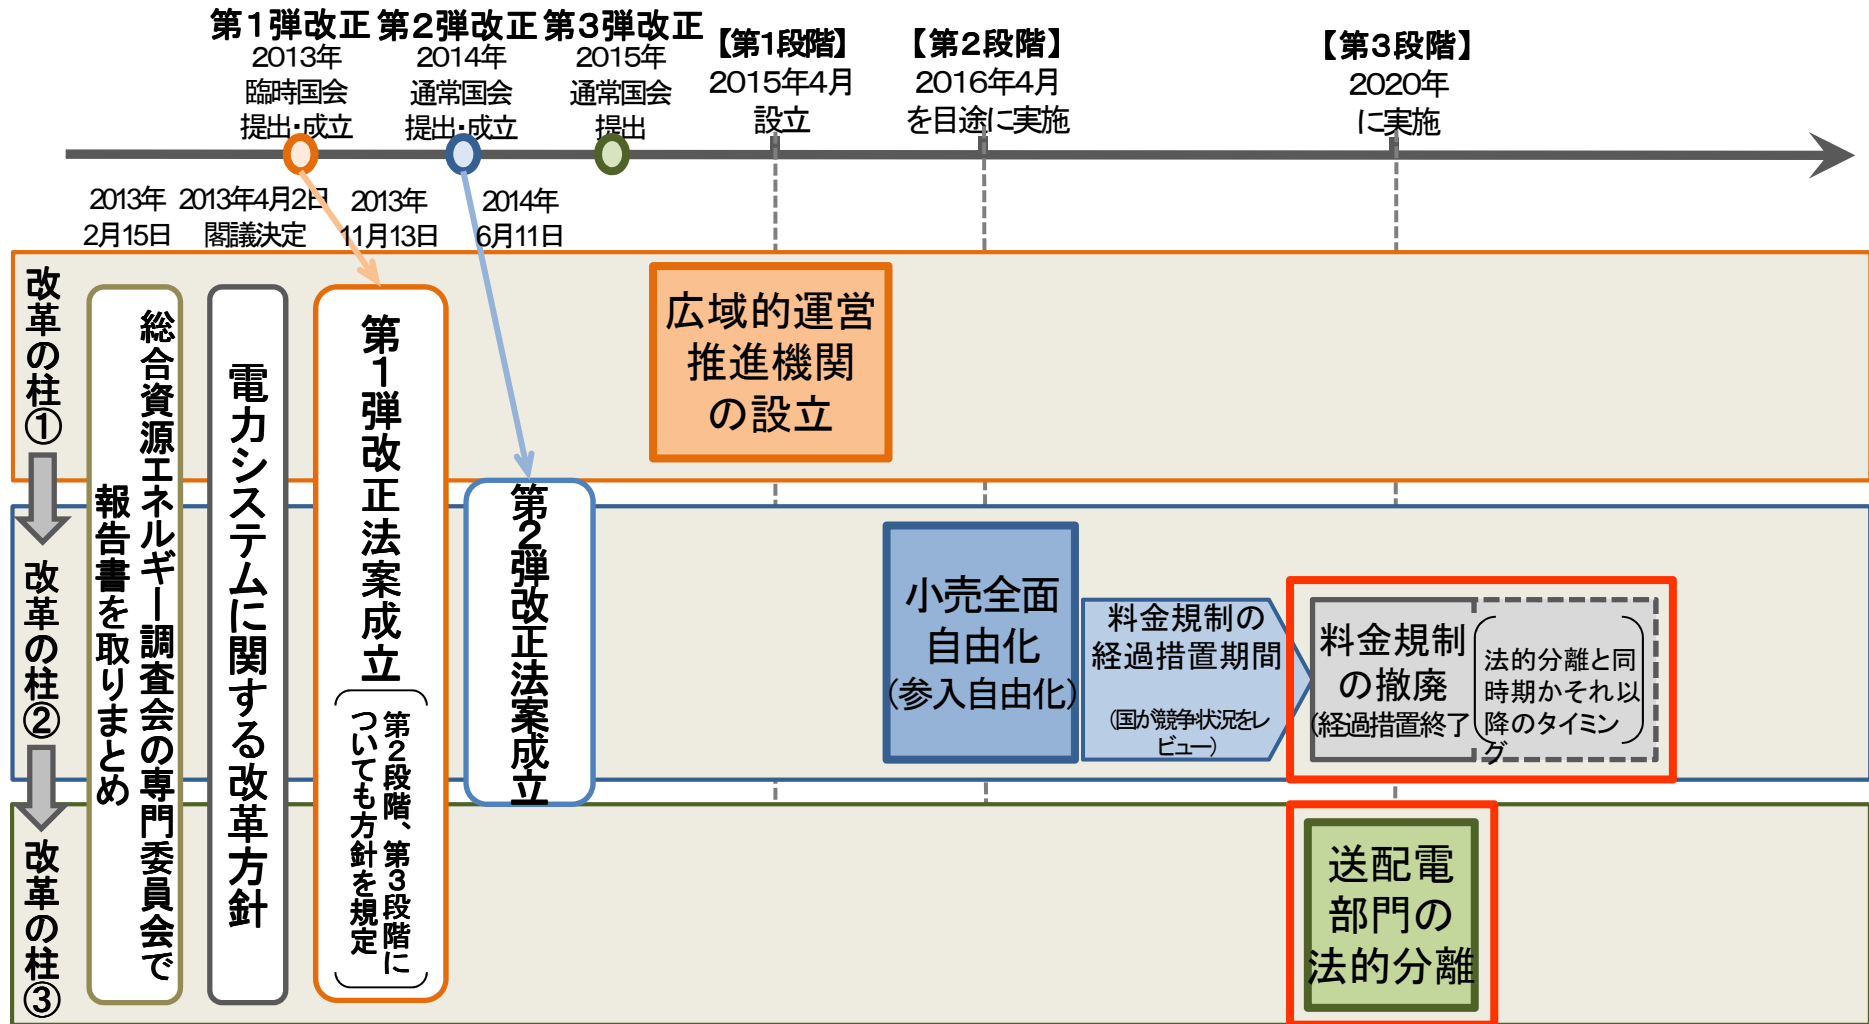 第1弾改正
2013年
臨時国会
提出・成立
第2弾改正
2014年
通常国会
提出・成立
第3弾改正
2015年
通常国会
提出
【第1段階】
2015年4月
設立
【第2段階】
2016年4月
を目途に実施
【第3段階】
2020年
に実施
2013年
2月15日
2013年4月2日
閣議決定
2013年
11月13日
2014年
6月11日
改革の柱①
改革の柱②
改革の柱③
総合資源エネルギー調査会の専門委員会で
報告書を取りまとめ
電力システムに関する改革方針
第1弾改正法案成立
第2段階、第3段階に
ついても方針を規定
第2弾改正法案成立
広域的運営
推進機関
の設立
小売全面
自由化
(参入自由化)
料金規制の
経過措置期間
(国が競争状況をレ
ビュー)
料金規制
の撤廃
(経過措置終了
法的分離と同
時期かそれ以
降のタイミン
グ
送配電
部門の
法的分離